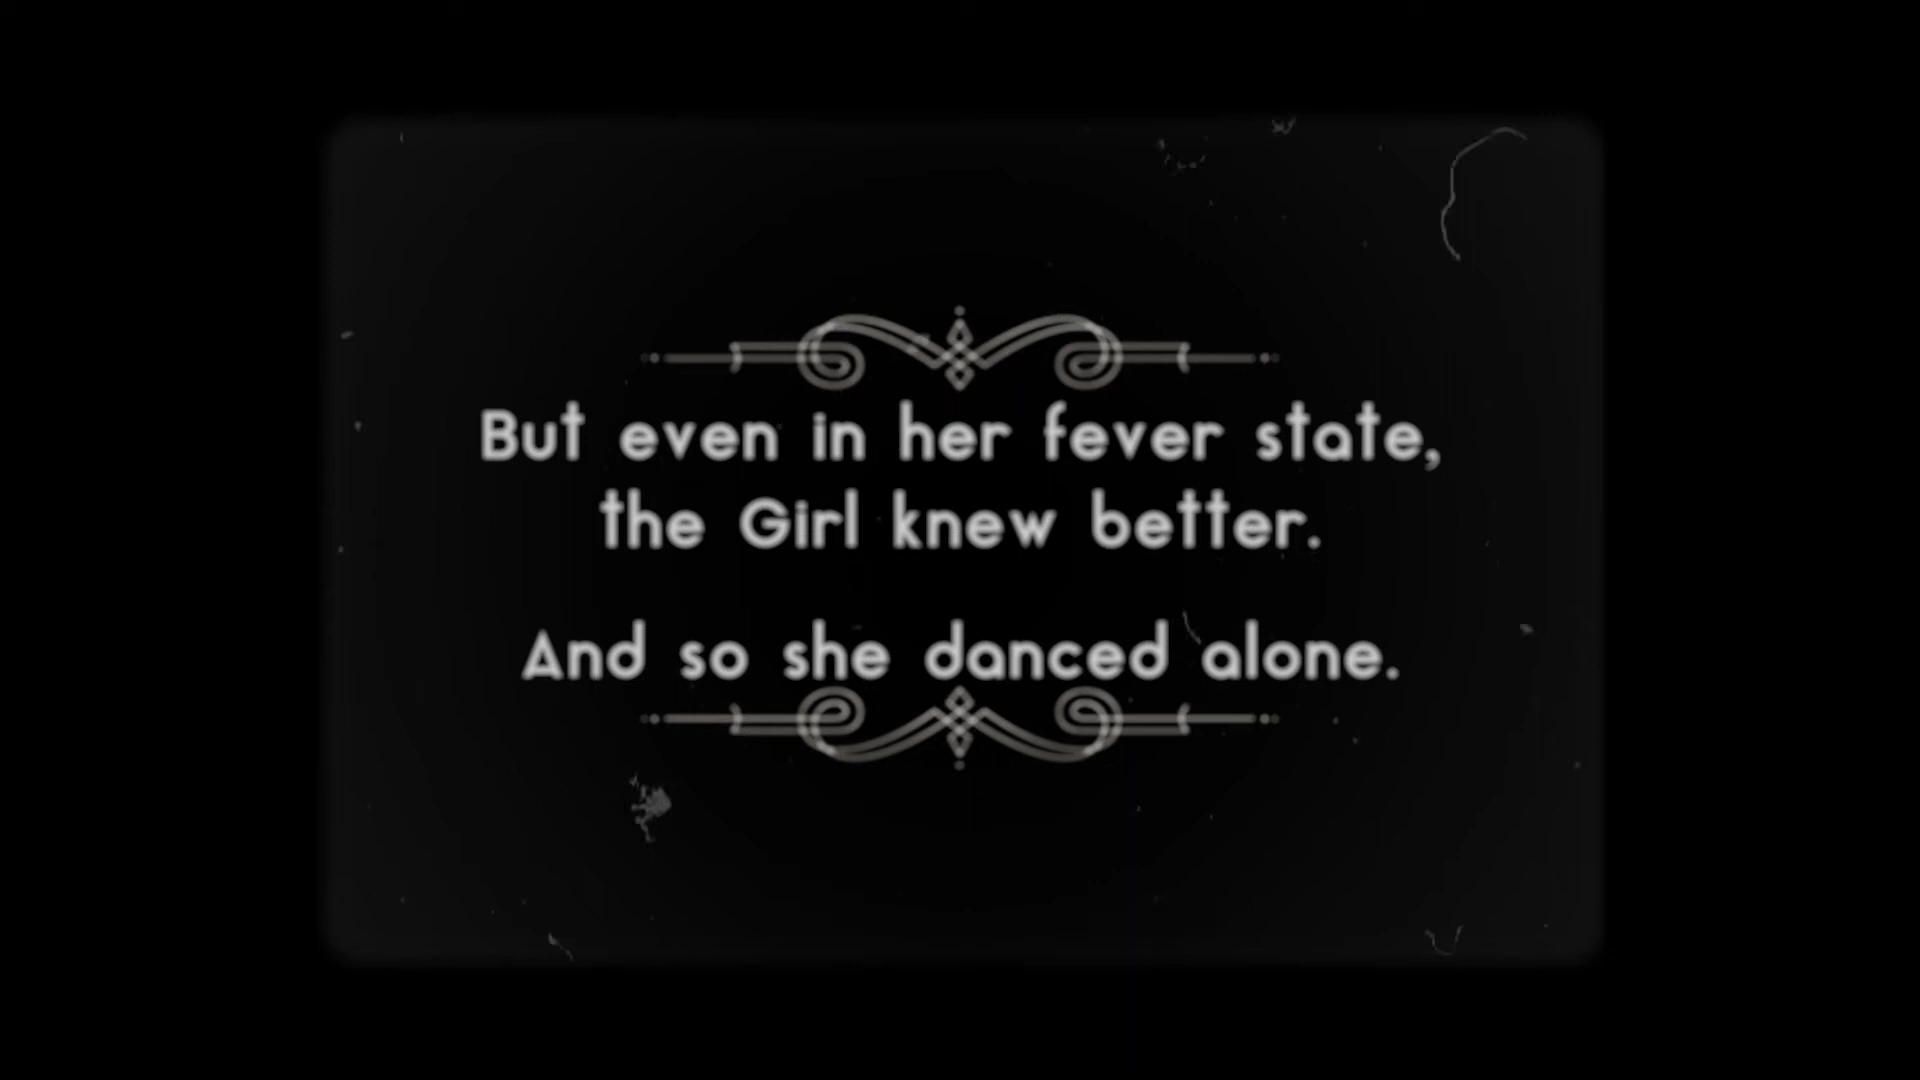 But even in her fever state,
the Girl knew better.
And so she danced alone.